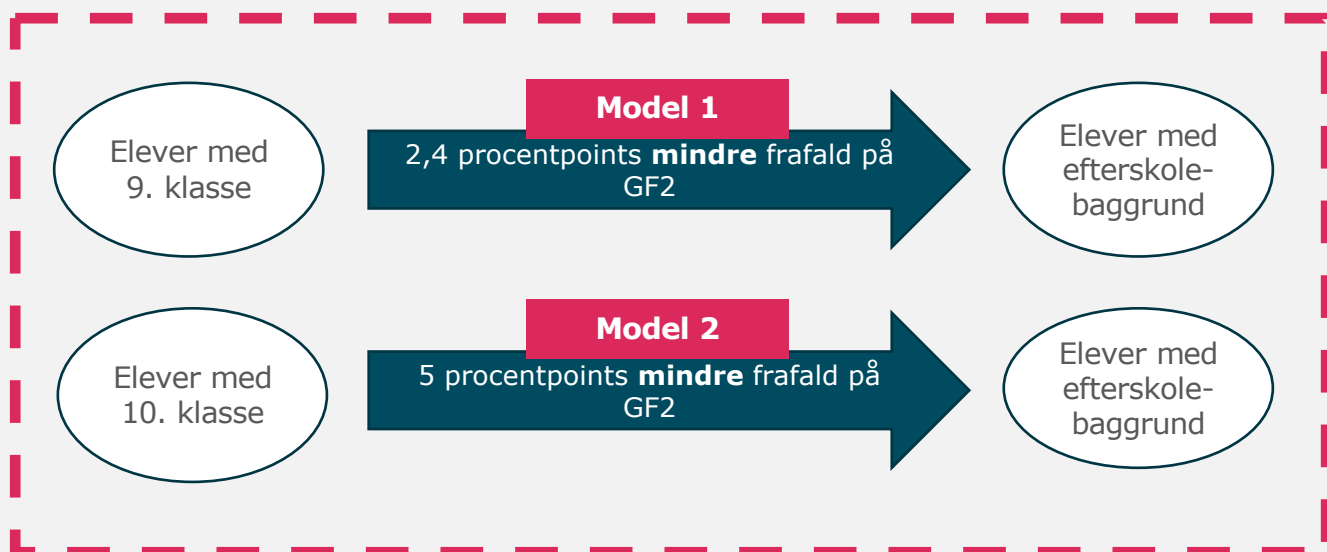 Model 1
Elever med
9. klasse
2,4 procentpoints mindre frafald på
GF2
Elever med
efterskole-
baggrund
Model 2
Elever med
10. klasse
5 procentpoints mindre frafald på
GF2
Elever med
efterskole-
baggrund